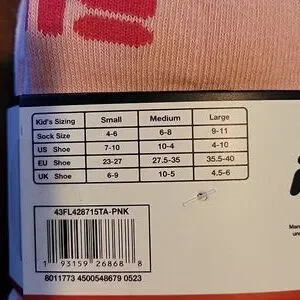 Kid's Sizing Small Medium Large
Sock Size 4-6 6-8 9-11
US Shoe 7-10 10-4 4-10
EU Shoe 23-27 27.5-35 35.5-40
UK Shoe 6-9 10-5 4.5-6
43FL428715TA-PNK
1 93159 26868 8
8011773 4500548679 0523